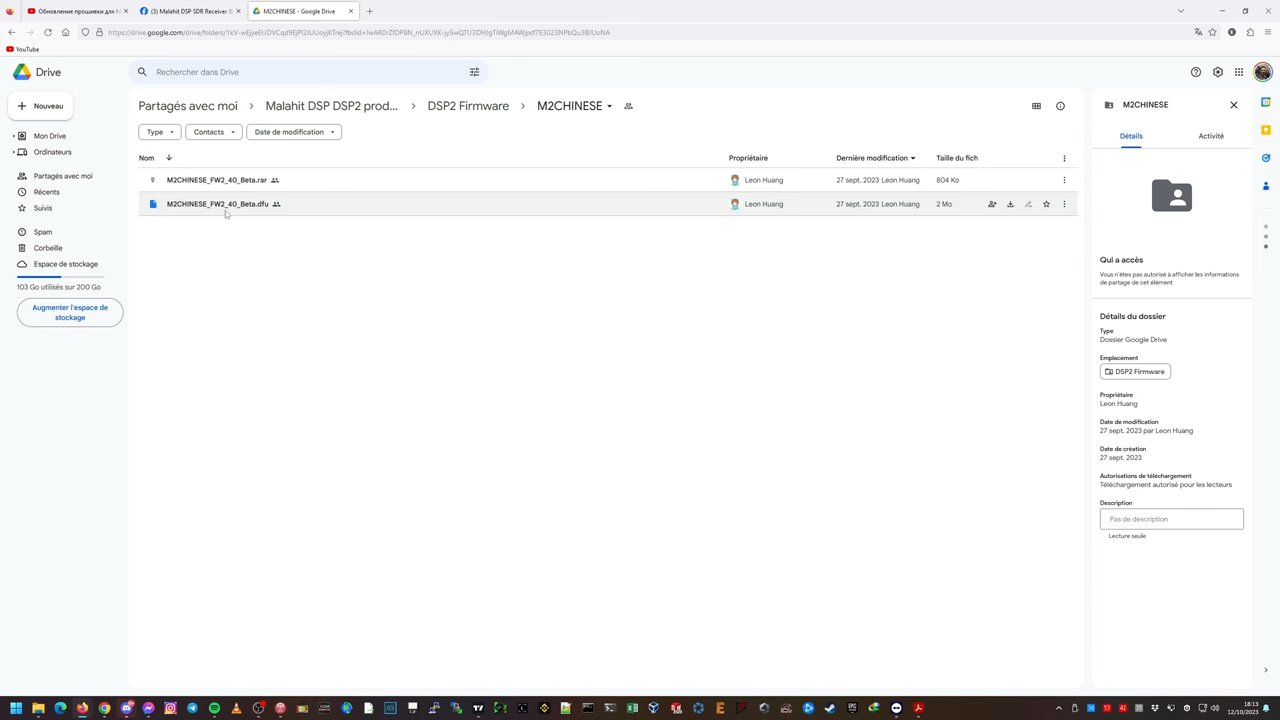 Обновление прошивки для М
(3) Malahit DSP SDR Receiver &
M2CHINESE - Google Drive
YouTube
Drive
Rechercher dans Drive
Nouveau
Mon Drive
Ordinateurs
Partagés avec moi
Récents
Suivis
Spam
Corbeille
Espace de stockage
103 Go utilisés sur 200 Go
Augmenter l'espace de
stockage
Partagés avec moi > Malahit DSP DSP2 prod... > DSP2 Firmware > M2CHINESE
Type Contacts Date de modification
Nom Propriétaire Dernière modification Taille du fich
M2CHINESE_FW2_40_Beta.rar Leon Huang 27 sept. 2023 Leon Huang 804 Ko
M2CHINESE_FW2_40_Beta.dfu Leon Huang 27 sept. 2023 Leon Huang 2 Mo
M2CHINESE
Détails Activité
Qui a accès
Vous n'êtes pas autorisé à afficher les informations
de partage de cet élément
Détails du dossier
Type
Dossier Google Drive
Emplacement
DSP2 Firmware
Propriétaire
Leon Huang
Date de modification
27 sept. 2023 par Leon Huang
Date de création
27 sept. 2023
Autorisations de téléchargement
Téléchargement autorisé pour les lecteurs
Description
Pas de description
Lecture seule
18:13
12/10/2023